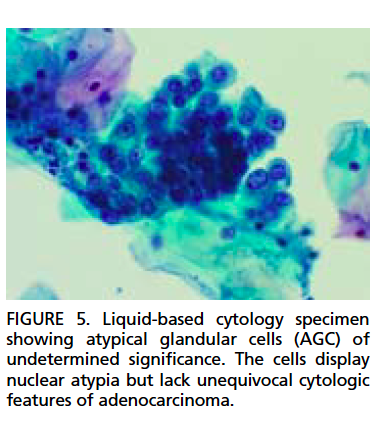 FIGURE 5. Liquid-based cytology specimen
showing atypical glandular cells (AGC) of
undetermined significance. The cells display
nuclear atypia but lack unequivocal cytologic
features of adenocarcinoma.